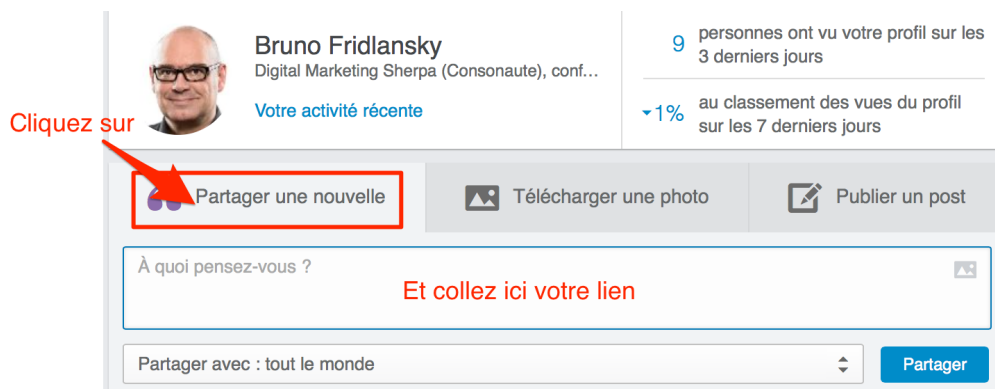 Bruno Fridlansky
Digital Marketing Sherpa (Consonaute), conf...
Votre activité récente
9 personnes ont vu votre profil sur les
3 derniers jours
1% au classement des vues du profil
sur les 7 derniers jours
Cliquez sur
Partager une nouvelle
Télécharger une photo
Publier un post
À quoi pensez-vous ?
Et collez ici votre lien
Partager avec : tout le monde
Partager